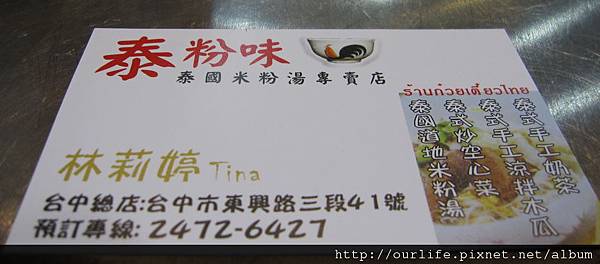 泰粉味
泰國米粉湯專賣店
林莉婷 Tina
台中總店:台中市東興路三段41號
預訂專線: 2472-6427
ร้านก๋วยเตี๋ยวไทย
泰式手工奶茶
泰式手工涼拌木瓜
泰式炒空心菜
泰國道地米粉湯
http://ourlife.pixnet.net/album